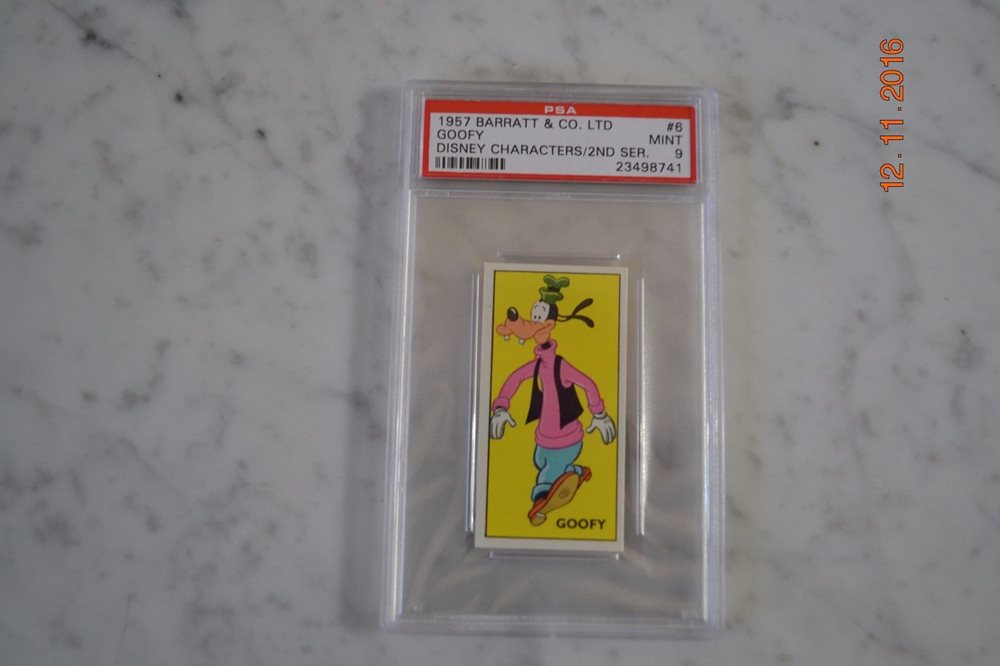 PSA
1957 BARRATT & CO. LTD #6
GOOFY MINT
DISNEY CHARACTERS/2ND SER. 9
23498741
GOOFY
12.11.2016